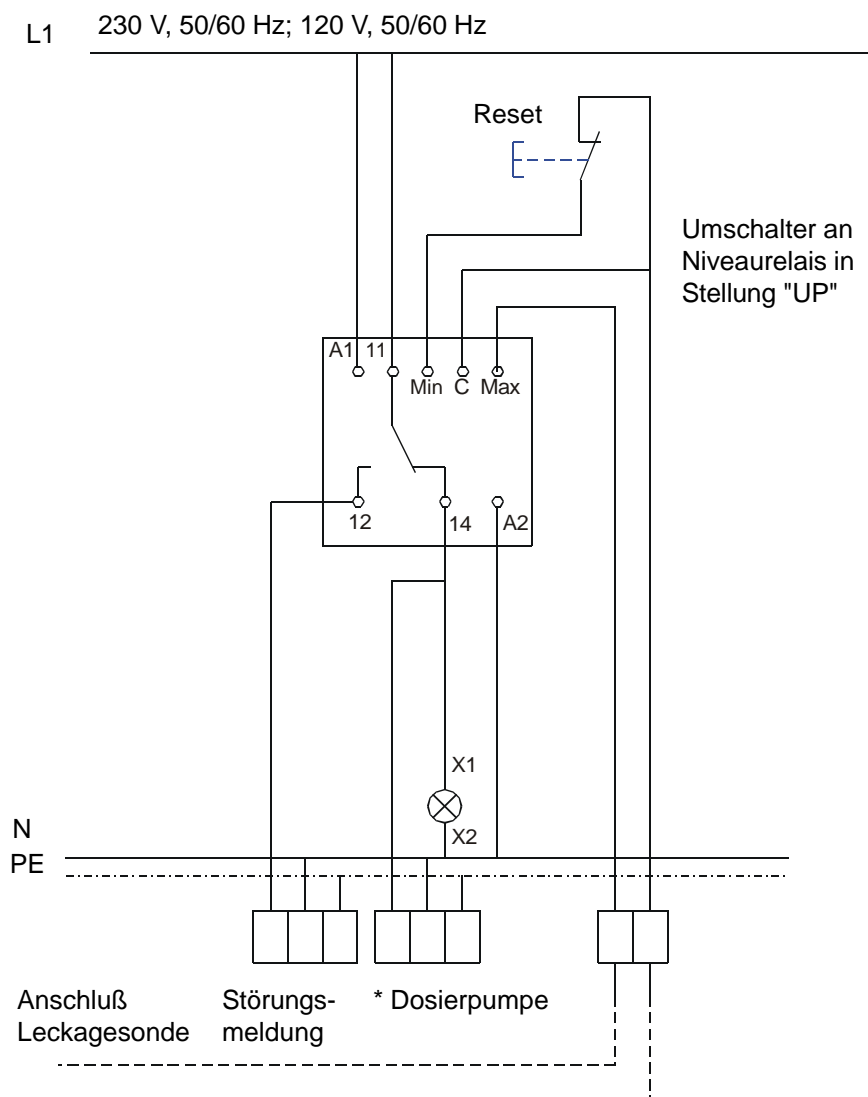 L1
230 V, 50/60 Hz; 120 V, 50/60 Hz
Reset
Umschalter an
Niveaurelais in
Stellung "UP"
A1 11
Min C Max
12
14
A2
X1
X2
N
PE
Anschluß
Leckagesonde
Störungs-
meldung
* Dosierpumpe